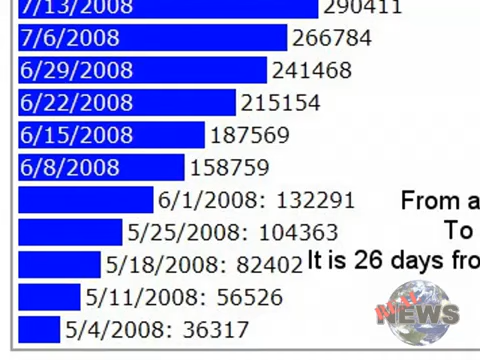 7/13/2008 290411
7/6/2008 266784
6/29/2008 241468
6/22/2008 215154
6/15/2008 187569
6/8/2008 158759
6/1/2008: 132291
From a
5/25/2008: 104363
To
5/18/2008: 82402
It is 26 days fro
5/11/2008: 56526
5/4/2008: 36317
NEWS